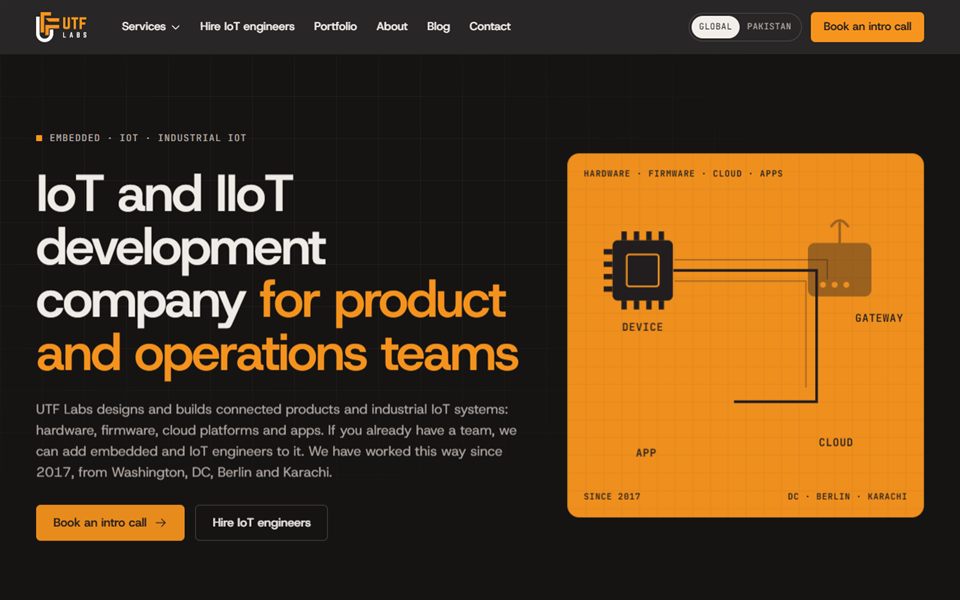 UTF
LABS
Services
Hire IoT engineers
Portfolio
About
Blog
Contact
GLOBAL
PAKISTAN
Book an intro call
EMBEDDED · IOT · INDUSTRIAL IOT
IoT and IIoT
development
company for product
and operations teams
UTF Labs designs and builds connected products and industrial IoT systems:
hardware, firmware, cloud platforms and apps. If you already have a team, we
can add embedded and IoT engineers to it. We have worked this way since
2017, from Washington, DC, Berlin and Karachi.
Book an intro call →
Hire IoT engineers
HARDWARE · FIRMWARE · CLOUD · APPS
DEVICE
GATEWAY
CLOUD
APP
SINCE 2017
DC · BERLIN · KARACHI